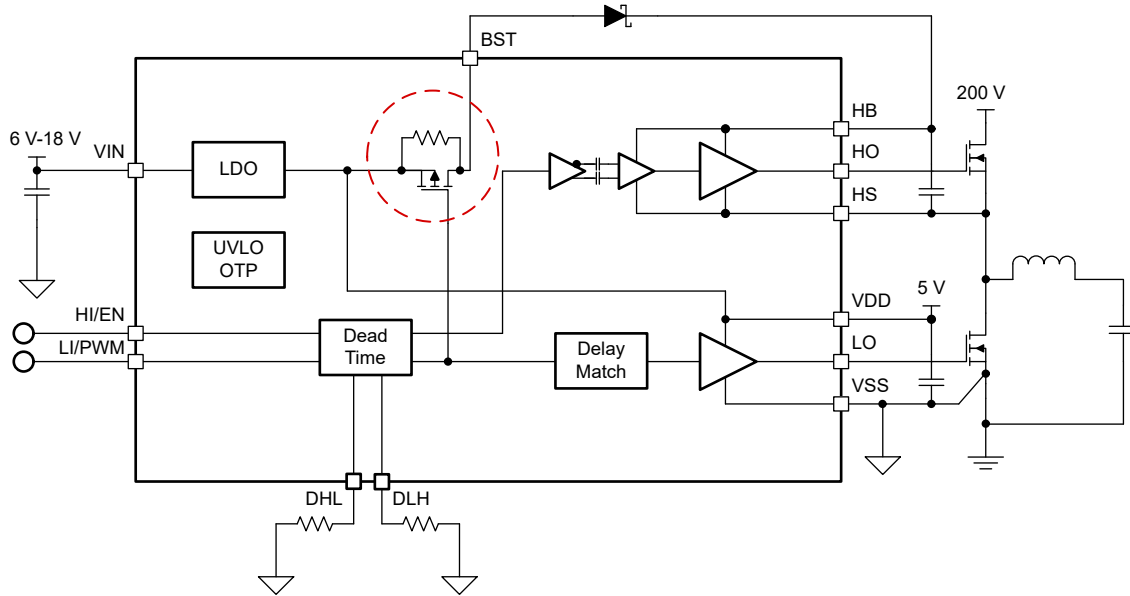 BST
200 V
HB
6 V-18 V
VIN
LDO
HO
HS
UVLO
OTP
HI/EN
VDD
5 V
LI/PWM
Dead
Time
Delay
Match
LO
VSS
DHL
DLH